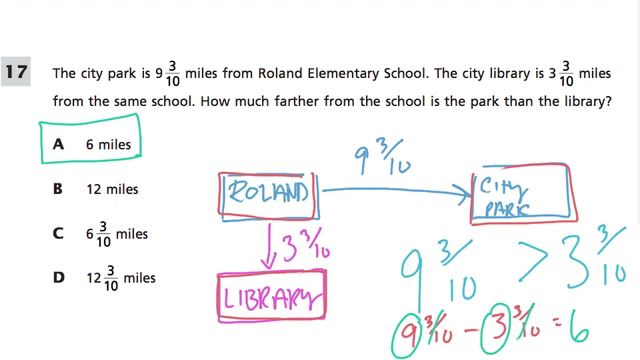 17 The city park is 9 3/10 miles from Roland Elementary School. The city library is 3 3/10 miles
from the same school. How much farther from the school is the park than the library?
A 6 miles
B 12 miles
C 6 3/10 miles
D 12 3/10 miles
9 3/10
ROLAND
CITY
PARK
3 3/10
LIBRARY
9 3/10 > 3 3/10
9 3/10 - 3 3/10 = 6